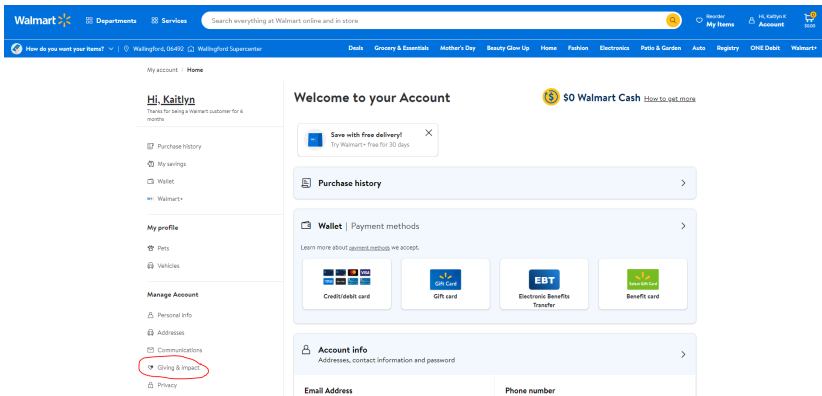 Walmart
Departments
Services
Search everything at Walmart online and in store
Reorder
My Items
Hi, Kaitlyn K
Account
0
$0.00
How do you want your items?
Wallingford, 06492
Wallingford Supercenter
Deals
Grocery & Essentials
Mother's Day
Beauty Glow Up
Home
Fashion
Electronics
Patio & Garden
Auto
Registry
ONE Debit
Walmart+
My account / Home
Hi, Kaitlyn
Thanks for being a Walmart customer for 6
months
Purchase history
My savings
Wallet
Walmart+
My profile
Pets
Vehicles
Manage Account
Personal info
Addresses
Communications
Giving & Impact
Privacy
Welcome to your Account
$0 Walmart Cash
How to get more
Save with free delivery!
Try Walmart+ free for 30 days
Purchase history
Wallet | Payment methods
Learn more about payment methods we accept.
VISA
Credit/debit card
Gift Card
Gift card
EBT
Electronic Benefits
Transfer
Benefit card
Account info
Addresses, contact information and password
Email Address
Phone number